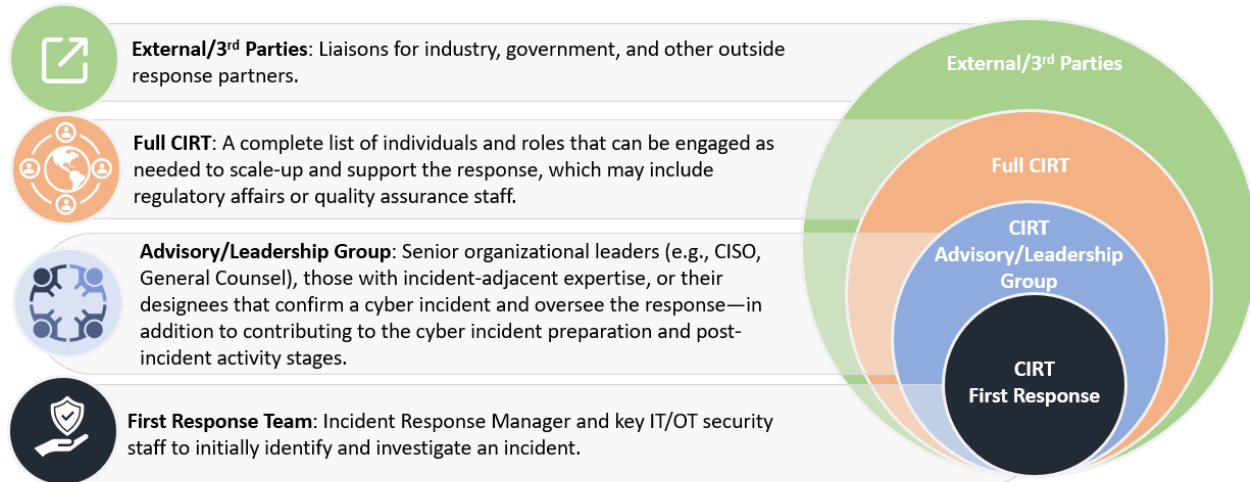 External/3rd Parties: Liaisons for industry, government, and other outside
response partners.
Full CIRT: A complete list of individuals and roles that can be engaged as
needed to scale-up and support the response, which may include
regulatory affairs or quality assurance staff.
Advisory/Leadership Group: Senior organizational leaders (e.g., CISO,
General Counsel), those with incident-adjacent expertise, or their
designees that confirm a cyber incident and oversee the response—in
addition to contributing to the cyber incident preparation and post-
incident activity stages.
First Response Team: Incident Response Manager and key IT/OT security
staff to initially identify and investigate an incident.
External/3rd Parties
Full CIRT
CIRT
Advisory/Leadership
Group
CIRT
First Response